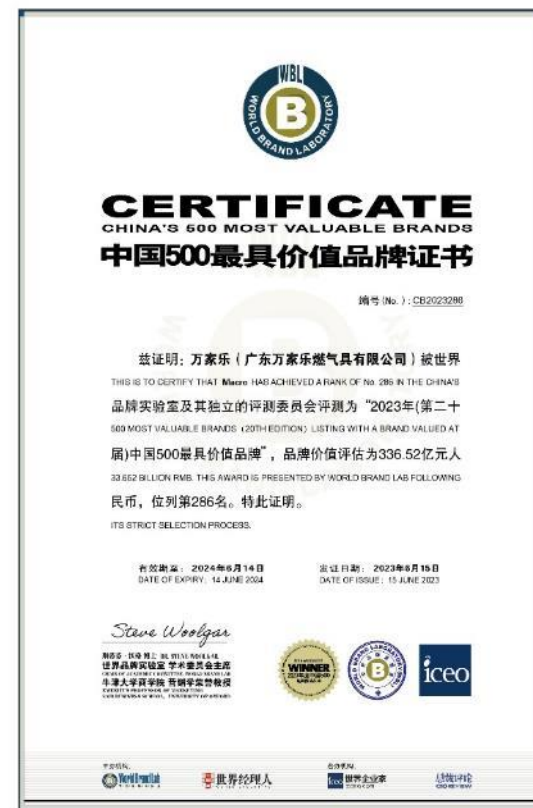 WBL
WORLD BRAND LABORATORY
B
CERTIFICATE
CHINA'S 500 MOST VALUABLE BRANDS
中国500最具价值品牌证书
编号(No.): CB2023286
兹证明：万家乐（广东万家乐燃气具有限公司）被世界
THIS IS TO CERTIFY THAT Macro HAS ACHIEVED A RANK OF No. 286 IN THE CHINA'S
品牌实验室及其独立的评测委员会评测为“2023年(第二十
500 MOST VALUABLE BRANDS (20TH EDITION) LISTING WITH A BRAND VALUED AT
届)中国500最具价值品牌”，品牌价值评估为336.52亿元人
33.652 BILLION RMB. THIS AWARD IS PRESENTED BY WORLD BRAND LAB FOLLOWING
民币，位列第286名。特此证明。
ITS STRICT SELECTION PROCESS.
有效期至：2024年6月14日 发证日期：2023年6月15日
DATE OF EXPIRY: 14 JUNE 2024 DATE OF ISSUE: 15 JUNE 2023
Steve Woolgar
世界品牌实验室 学术委员会主席
牛津大学商学院 营销学荣誉教授
WINNER
B
iceo
WorldBrandLab
世界经理人
iceo 世界企业家
CEO REVIEW